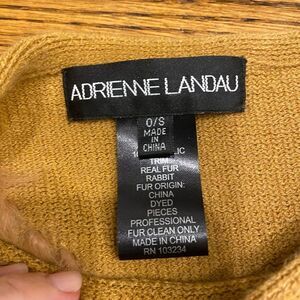 ADRIENNE LANDAU
O/S
MADE
IN
CHINA
TRIM
REAL FUR
RABBIT
FUR ORIGIN:
CHINA
DYED
PIECES
PROFESSIONAL
FUR CLEAN ONLY
MADE IN CHINA
RN 103234